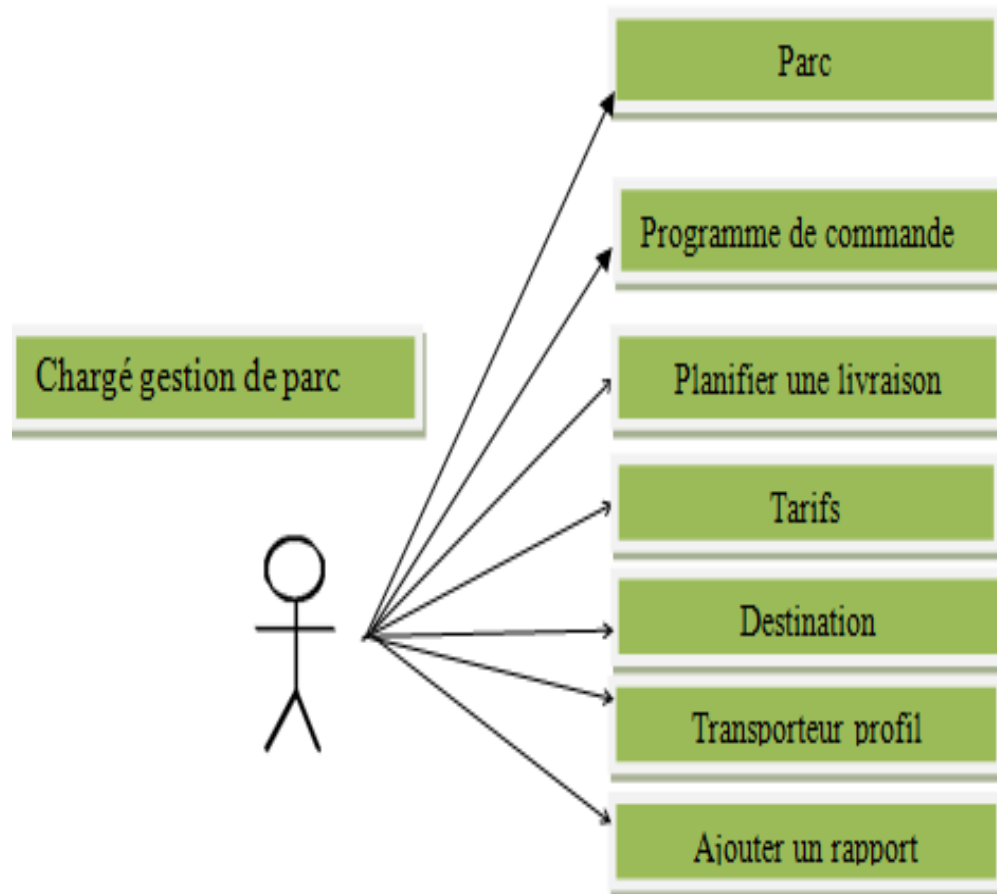 Parc
Programme de commande
Chargé gestion de parc
Planifier une livraison
Tarifs
Destination
Transporteur profil
Ajouter un rapport